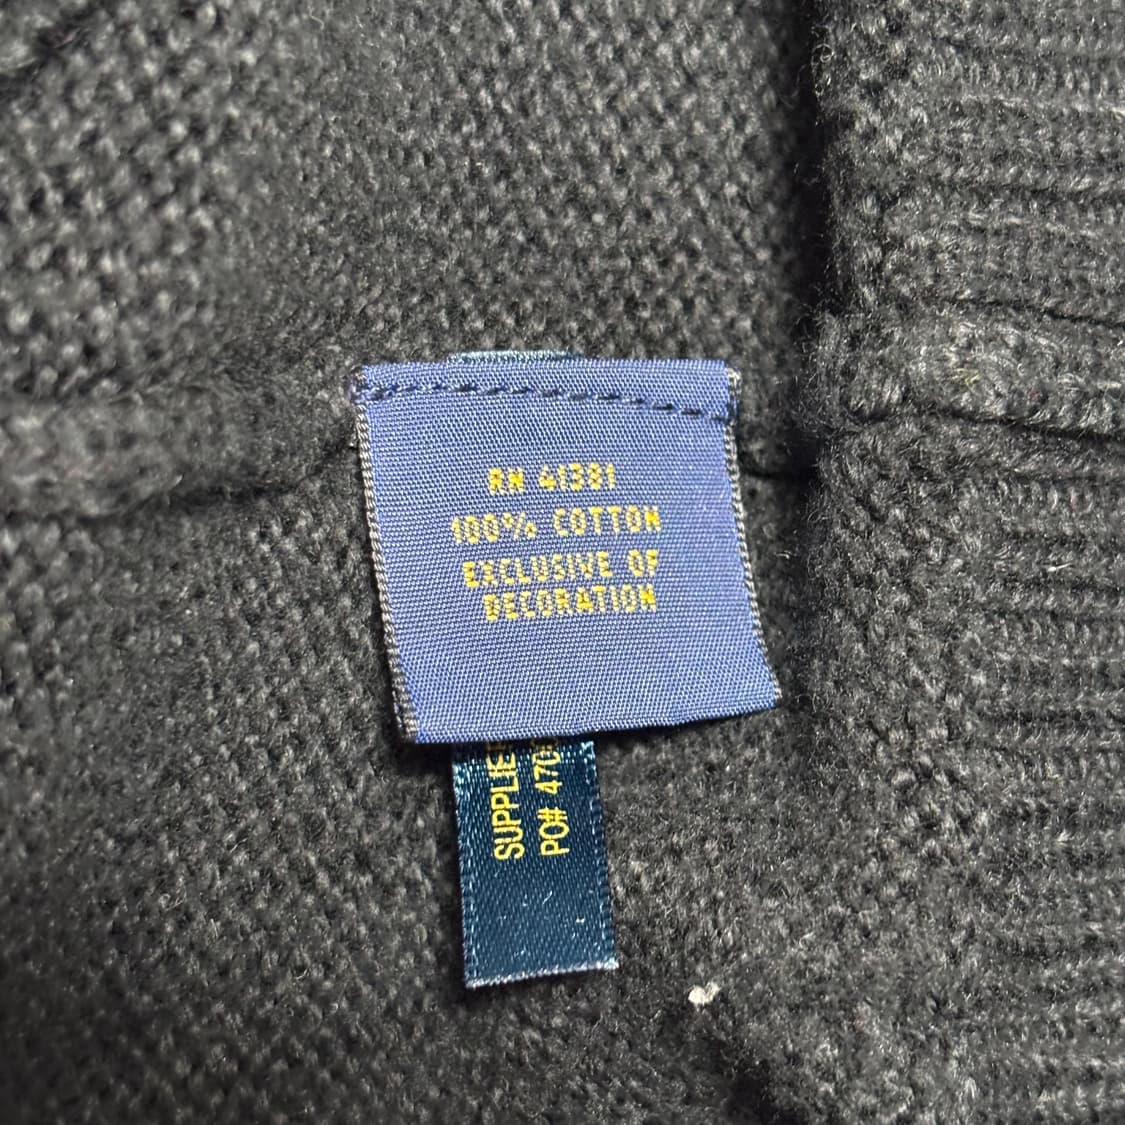 RN 41381
100% COTTON
EXCLUSIVE OF
DECORATION
SUPPLIE
PO# 470